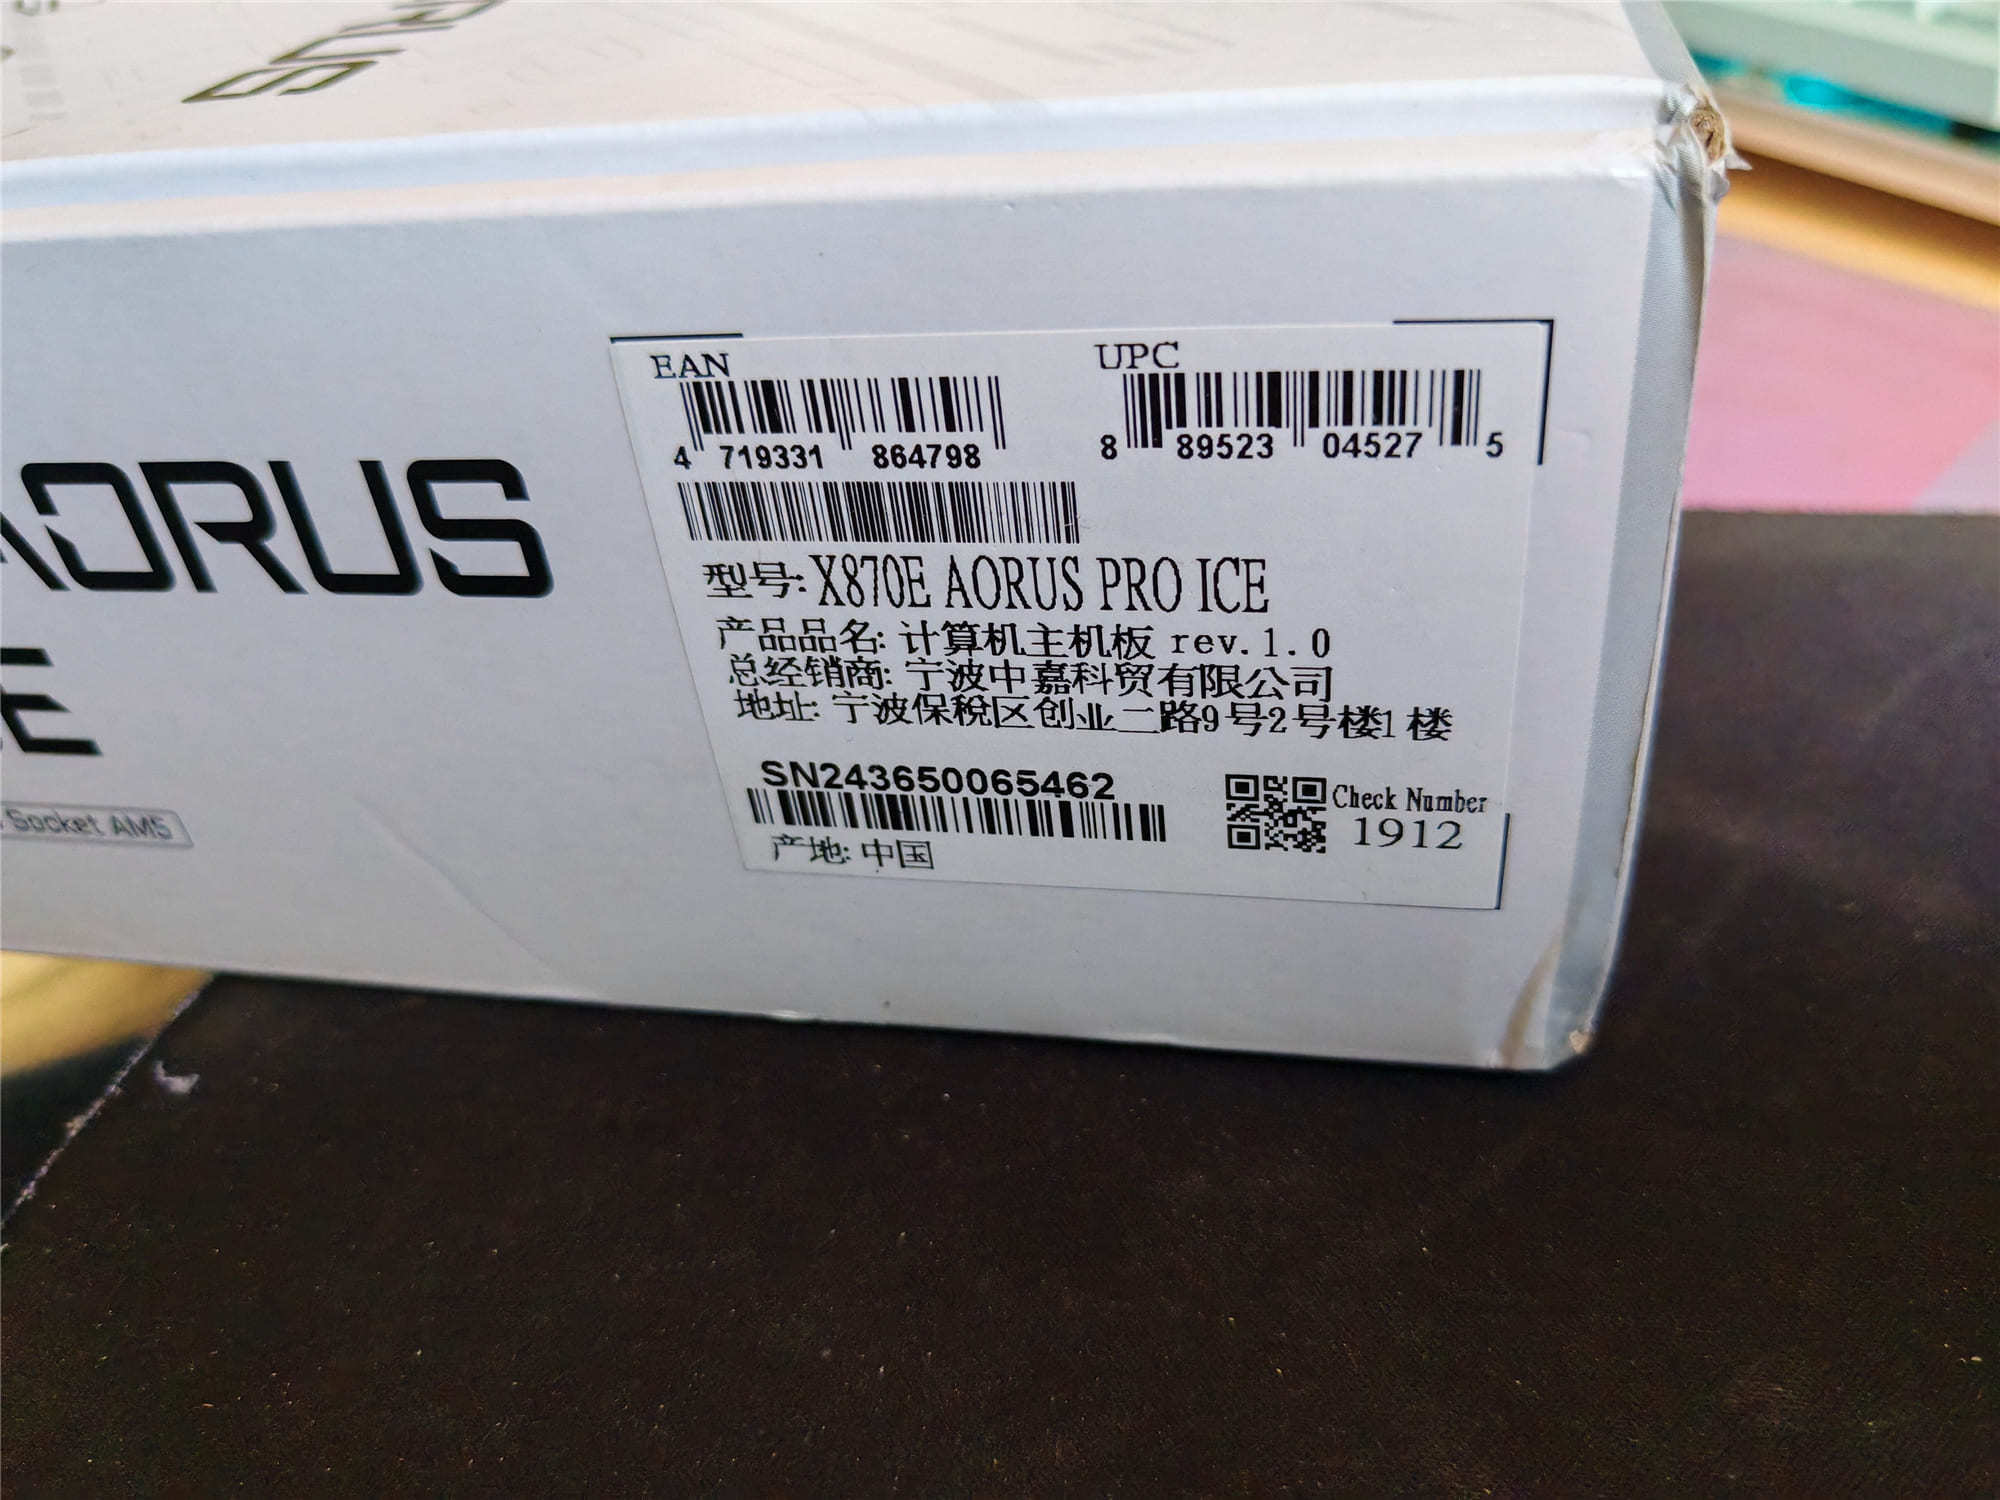 AORUS
EAN
UPC
4 719331 864798
8 89523 04527 5
型号: X870E AORUS PRO ICE
产品品名: 计算机主机板 rev.1.0
总经销商: 宁波中嘉科贸有限公司
地址: 宁波保税区创业二路9号2号楼1楼
SN243650065462
Check Number
1912
产地: 中国
AORUS
Socket AM5